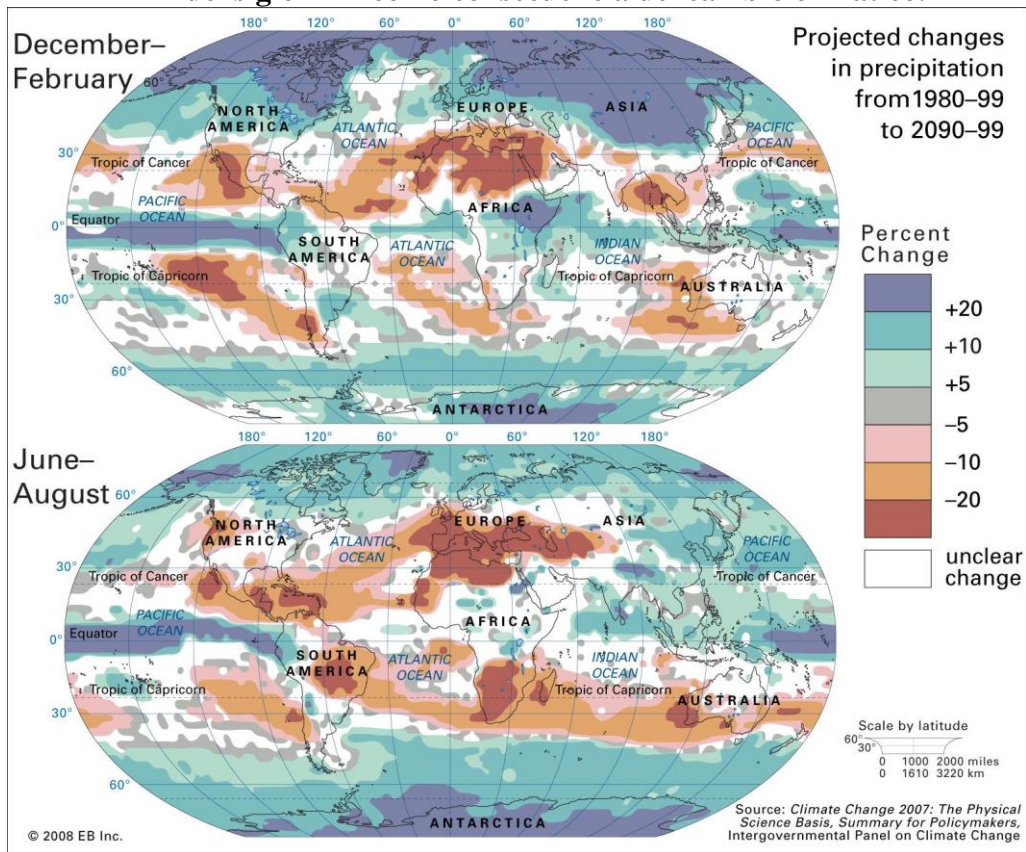 December–
February
Projected changes
in precipitation
from1980–99
to 2090–99
180°
120°
60°
0°
60°
120°
180°
60°
NORTH
AMERICA
EUROPE
ASIA
ATLANTIC
OCEAN
PACIFIC
OCEAN
30°
Tropic of Cancer
Tropic of Cancer
PACIFIC
OCEAN
AFRICA
Equator
0°
SOUTH
AMERICA
ATLANTIC
OCEAN
INDIAN
OCEAN
Tropic of Capricorn
Tropic of Capricorn
AUSTRALIA
30°
60°
ANTARCTICA
Percent
Change
+20
+10
+5
−5
−10
−20
unclear
change
June–
August
180°
120°
60°
0°
60°
120°
180°
60°
NORTH
AMERICA
EUROPE
ASIA
ATLANTIC
OCEAN
PACIFIC
OCEAN
30°
Tropic of Cancer
Tropic of Cancer
PACIFIC
OCEAN
Equator
0°
AFRICA
SOUTH
AMERICA
ATLANTIC
OCEAN
INDIAN
OCEAN
Tropic of Capricorn
Tropic of Capricorn
AUSTRALIA
30°
60°
ANTARCTICA
Scale by latitude
60°
30°
0 1000 2000 miles
0 1610 3220 km
© 2008 EB Inc.
Source: Climate Change 2007: The Physical
Science Basis, Summary for Policymakers,
Intergovernmental Panel on Climate Change